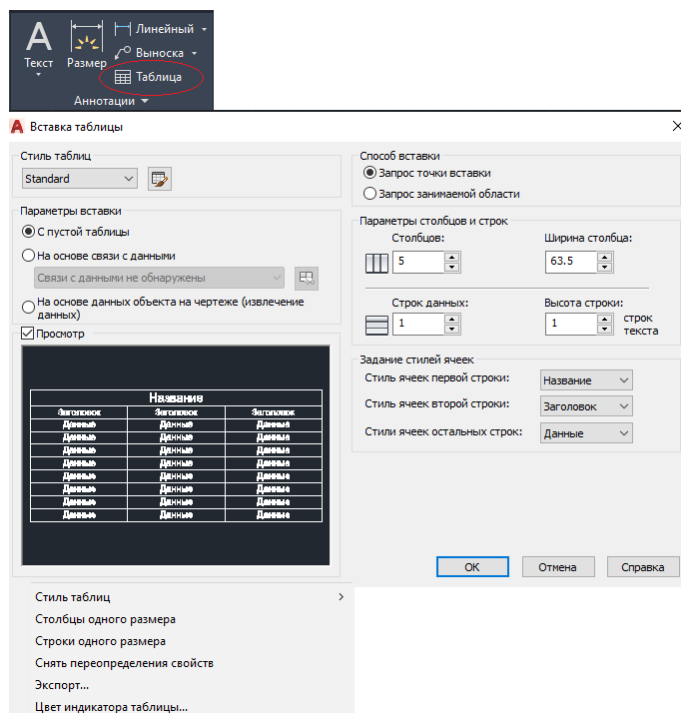 Линейный
Выноска
Текст Размер
Таблица
Аннотации
Вставка таблицы
Стиль таблиц
Standard
Параметры вставки
С пустой таблицы
На основе связи с данными
Связи с данными не обнаружены
На основе данных объекта на чертеже (извлечение
данных)
Просмотр
Название
Заголовок Заголовок Заголовок
Данные Данные Данные
Данные Данные Данные
Данные Данные Данные
Данные Данные Данные
Данные Данные Данные
Данные Данные Данные
Данные Данные Данные
Данные Данные Данные
Способ вставки
Запрос точки вставки
Запрос занимаемой области
Параметры столбцов и строк
Столбцов: Ширина столбца:
5 63.5
Строк данных: Высота строки:
1 1 строк
текста
Задание стилей ячеек
Стиль ячеек первой строки: Название
Стиль ячеек второй строки: Заголовок
Стили ячеек остальных строк: Данные
OK Отмена Справка
Стиль таблиц
Столбцы одного размера
Строки одного размера
Снять переопределения свойств
Экспорт...
Цвет индикатора таблицы...